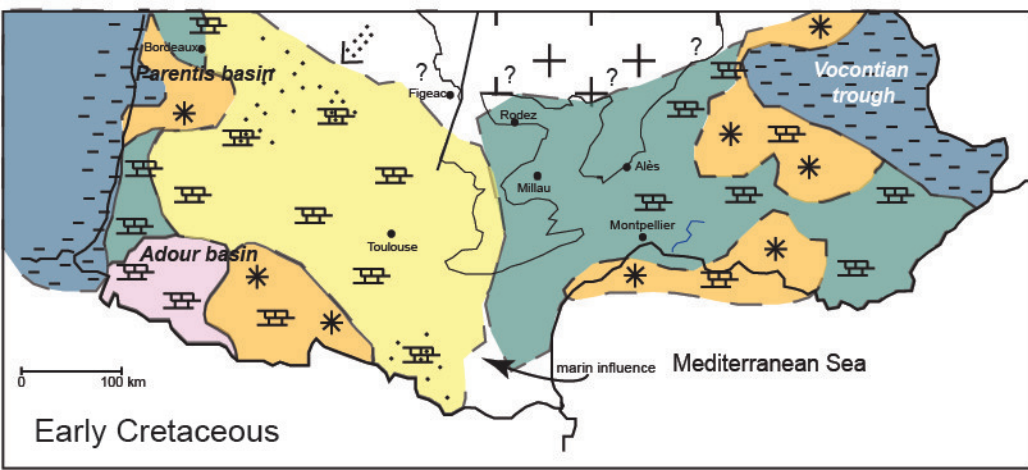 Bordeaux
Parentis basin
Vocontian
trough
?
?
?
?
Figeac
Rodez
Alès
Millau
Montpellier
Toulouse
Adour basin
0
100 km
marin influence
Mediterranean Sea
Early Cretaceous